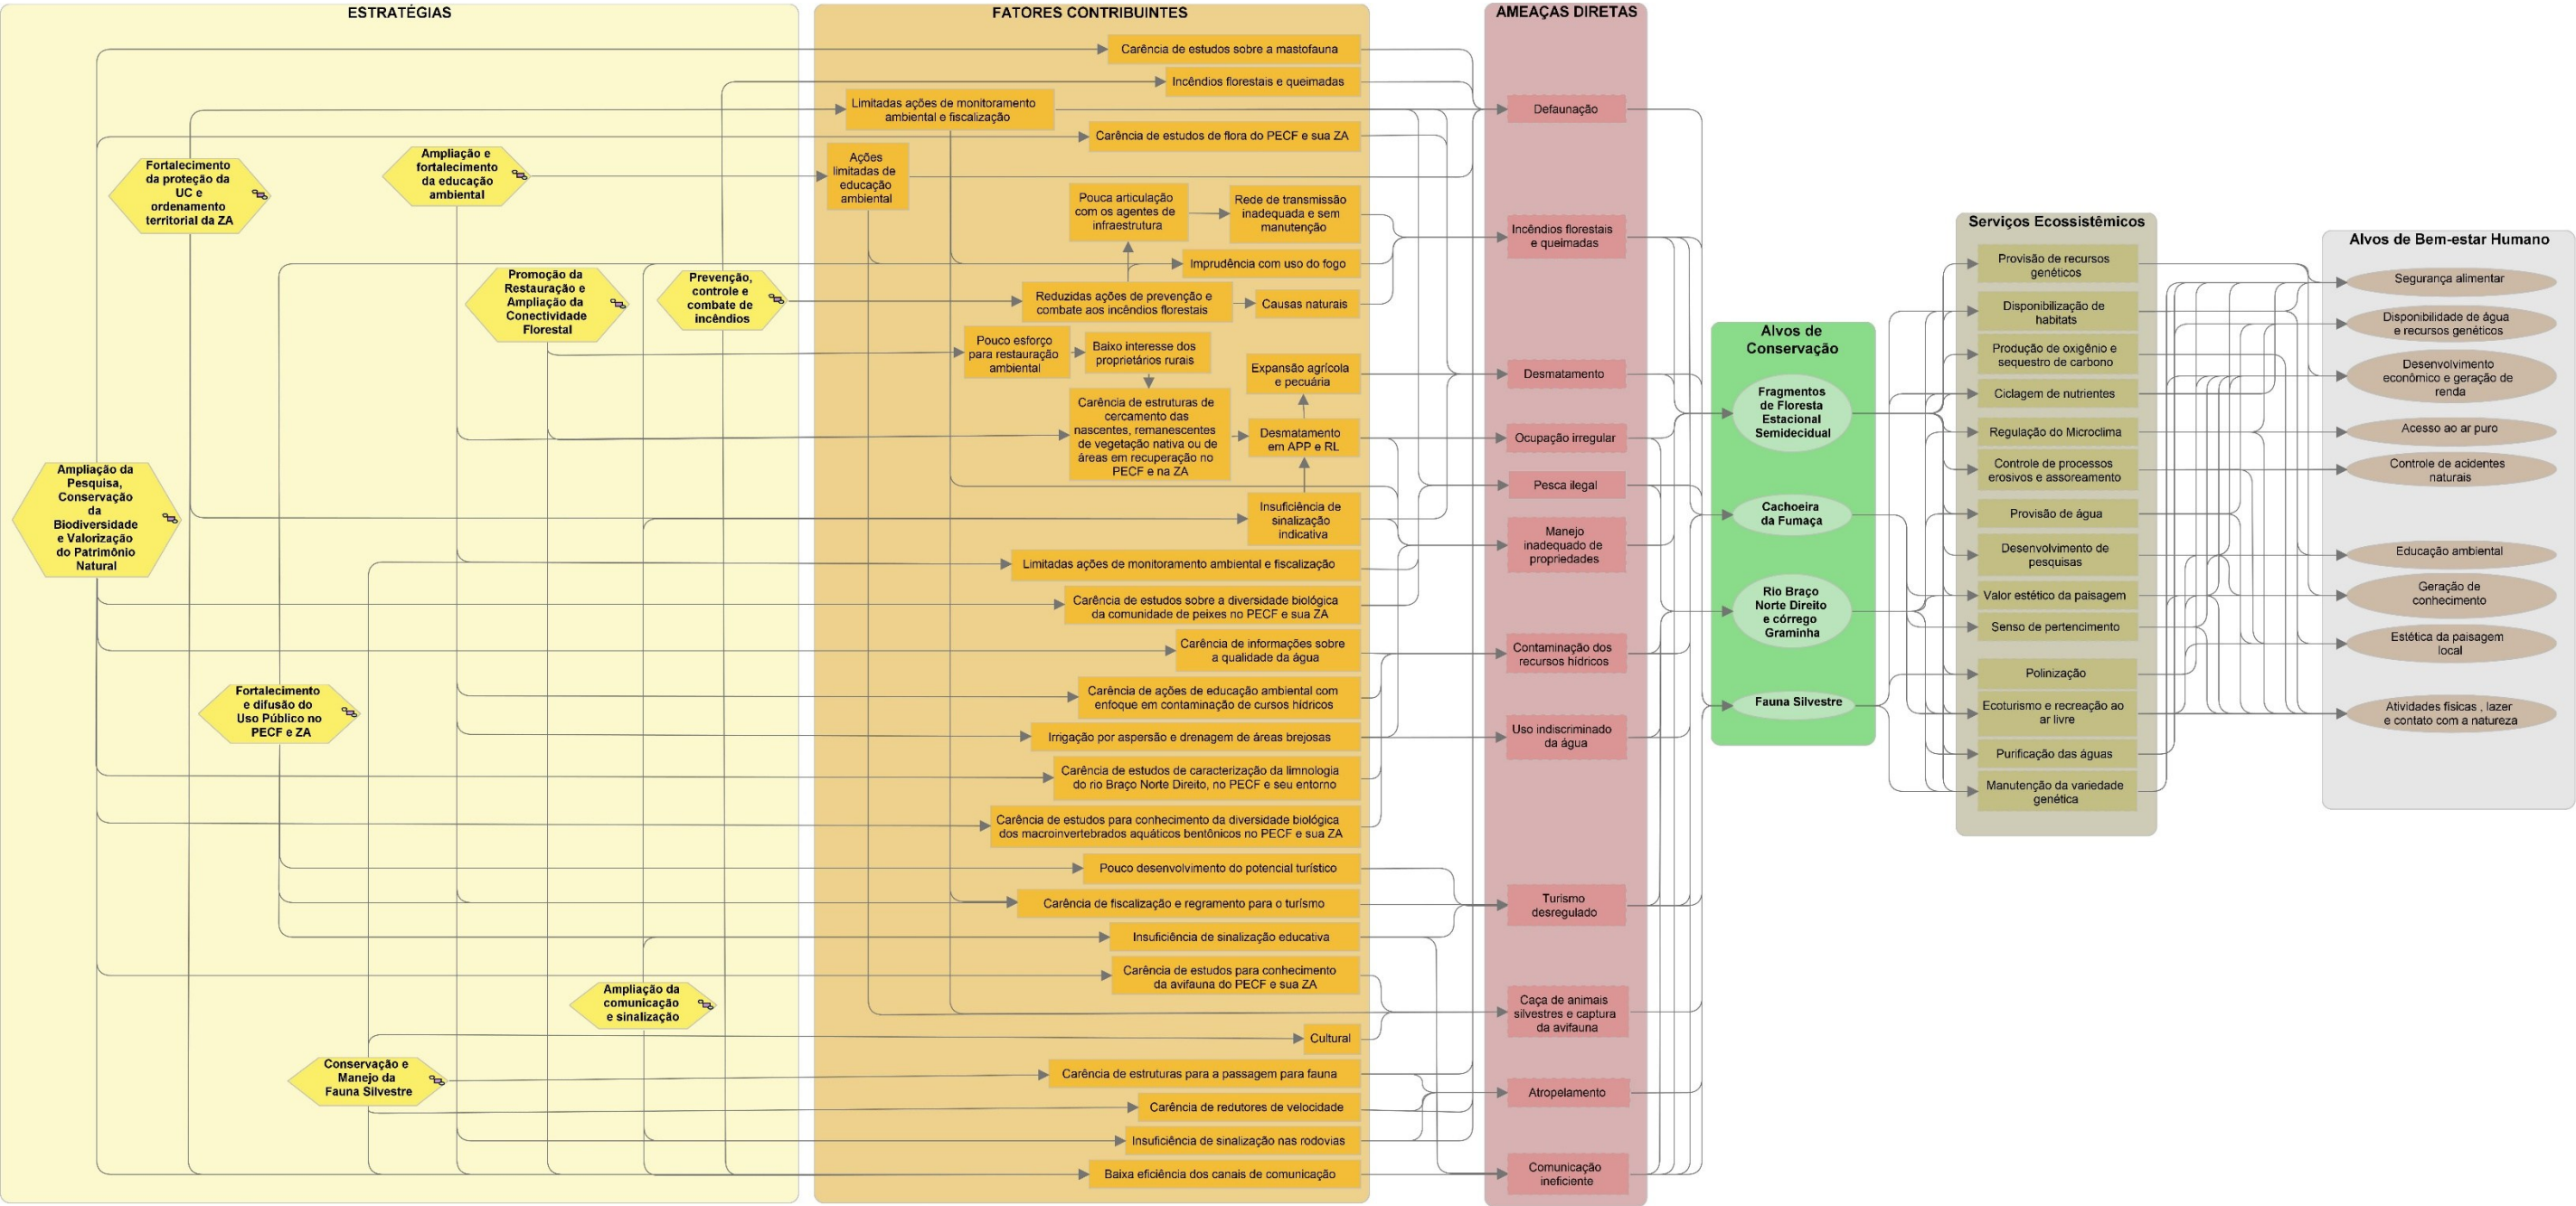 ESTRATÉGIAS
Fortalecimento
da proteção da
UC e
ordenamento
territorial da ZA
Ampliação e
fortalecimento
da educação
ambiental
Promoção da
Restauração e
Ampliação da
Conectividade
Florestal
Prevenção,
controle e
combate de
incêndios
Ampliação da
Pesquisa,
Conservação
da
Biodiversidade
e Valorização
do Patrimônio
Natural
Fortalecimento
e difusão do
Uso Público no
PECF e ZA
Ampliação da
comunicação
e sinalização
Conservação e
Manejo da
Fauna Silvestre
FATORES CONTRIBUINTES
Carência de estudos sobre a mastofauna
Incêndios florestais e queimadas
Limitadas ações de monitoramento
ambiental e fiscalização
Carência de estudos de flora do PECF e sua ZA
Ações
limitadas de
educação
ambiental
Pouca articulação
com os agentes de
infraestrutura
Rede de transmissão
inadequada e sem
manutenção
Imprudência com uso do fogo
Reduzidas ações de prevenção e
combate aos incêndios florestais
Causas naturais
Pouco esforço
para restauração
ambiental
Baixo interesse dos
proprietários rurais
Expansão agrícola
e pecuária
Carência de estruturas de
cercamento das
nascentes, remanescentes
de vegetação nativa ou de
áreas em recuperação no
PECF e na ZA
Desmatamento
em APP e RL
Insuficiência de
sinalização
indicativa
Limitadas ações de monitoramento ambiental e fiscalização
Carência de estudos sobre a diversidade biológica
da comunidade de peixes no PECF e sua ZA
Carência de informações sobre
a qualidade da água
Carência de ações de educação ambiental com
enfoque em contaminação de cursos hídricos
Irrigação por aspersão e drenagem de áreas brejosas
Carência de estudos de caracterização da limnologia
do rio Braço Norte Direito, no PECF e seu entorno
Carência de estudos para conhecimento da diversidade biológica
dos macroinvertebrados aquáticos bentônicos no PECF e sua ZA
Pouco desenvolvimento do potencial turístico
Carência de fiscalização e regramento para o turísmo
Insuficiência de sinalização educativa
Carência de estudos para conhecimento
da avifauna do PECF e sua ZA
Cultural
Carência de estruturas para a passagem para fauna
Carência de redutores de velocidade
Insuficiência de sinalização nas rodovias
Baixa eficiência dos canais de comunicação
AMEAÇAS DIRETAS
Defaunação
Incêndios florestais
e queimadas
Desmatamento
Ocupação irregular
Pesca ilegal
Manejo
inadequado de
propriedades
Contaminação dos
recursos hídricos
Uso indiscriminado
da água
Turismo
desregulado
Caça de animais
silvestres e captura
da avifauna
Atropelamento
Comunicação
ineficiente
Alvos de
Conservação
Fragmentos
de Floresta
Estacional
Semidecidual
Cachoeira
da Fumaça
Rio Braço
Norte Direito
e córrego
Graminha
Fauna Silvestre
Serviços Ecossistêmicos
Provisão de recursos
genéticos
Disponibilização de
habitats
Produção de oxigênio e
sequestro de carbono
Ciclagem de nutrientes
Regulação do Microclima
Controle de processos
erosivos e assoreamento
Provisão de água
Desenvolvimento de
pesquisas
Valor estético da paisagem
Senso de pertencimento
Polinização
Ecoturismo e recreação ao
ar livre
Purificação das águas
Manutenção da variedade
genética
Alvos de Bem-estar Humano
Segurança alimentar
Disponibilidade de água
e recursos genéticos
Desenvolvimento
econômico e geração de
renda
Acesso ao ar puro
Controle de acidentes
naturais
Educação ambiental
Geração de
conhecimento
Estética da paisagem
local
Atividades físicas , lazer
e contato com a natureza